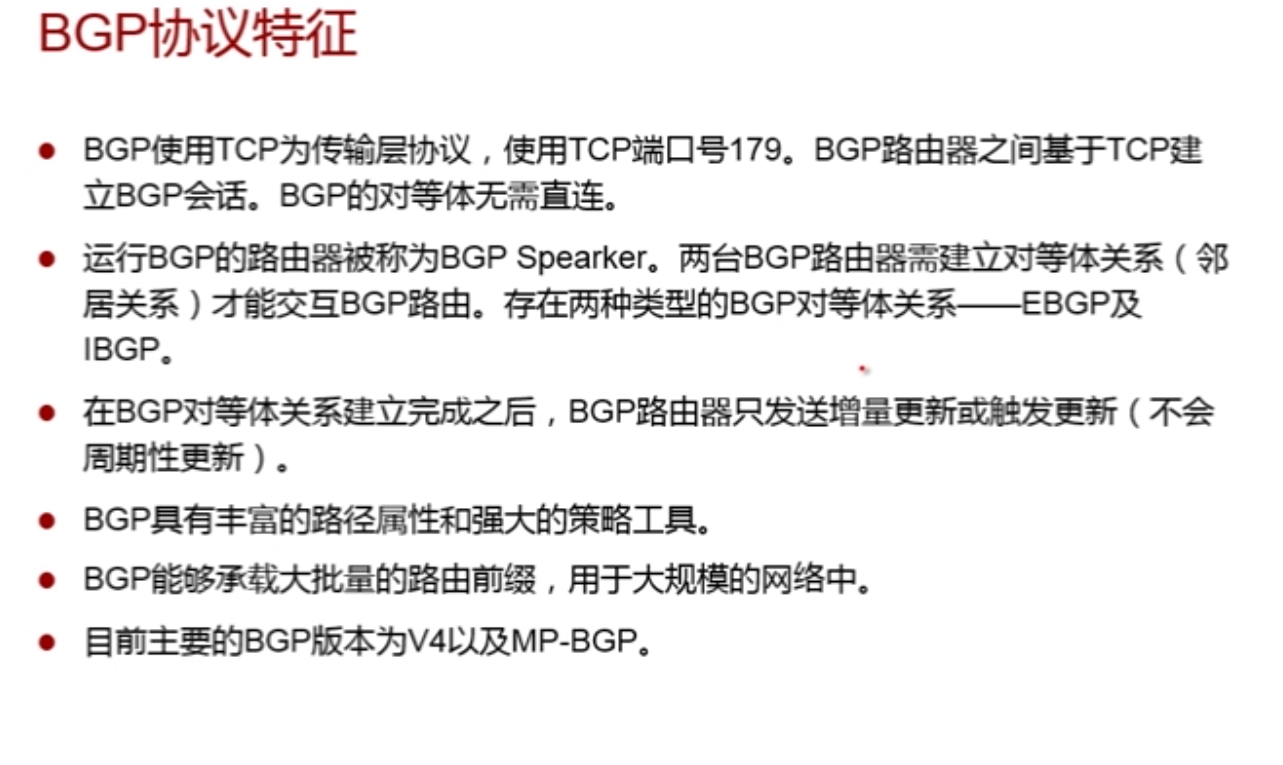 BGP协议特征
BGP使用TCP为传输层协议，使用TCP端口号179。BGP路由器之间基于TCP建
立BGP会话。BGP的对等体无需直连。
运行BGP的路由器被称为BGP Spearker。两台BGP路由器需建立对等体关系（邻
居关系）才能交互BGP路由。存在两种类型的BGP对等体关系——EBGP及
IBGP。
在BGP对等体关系建立完成之后，BGP路由器只发送增量更新或触发更新（不会
周期性更新）。
BGP具有丰富的路径属性和强大的策略工具。
BGP能够承载大批量的路由前缀，用于大规模的网络中。
目前主要的BGP版本为V4以及MP-BGP。